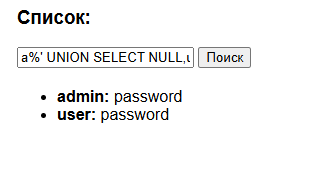 Список:
a%' UNION SELECT NULL,
Поиск
admin: password
user: password